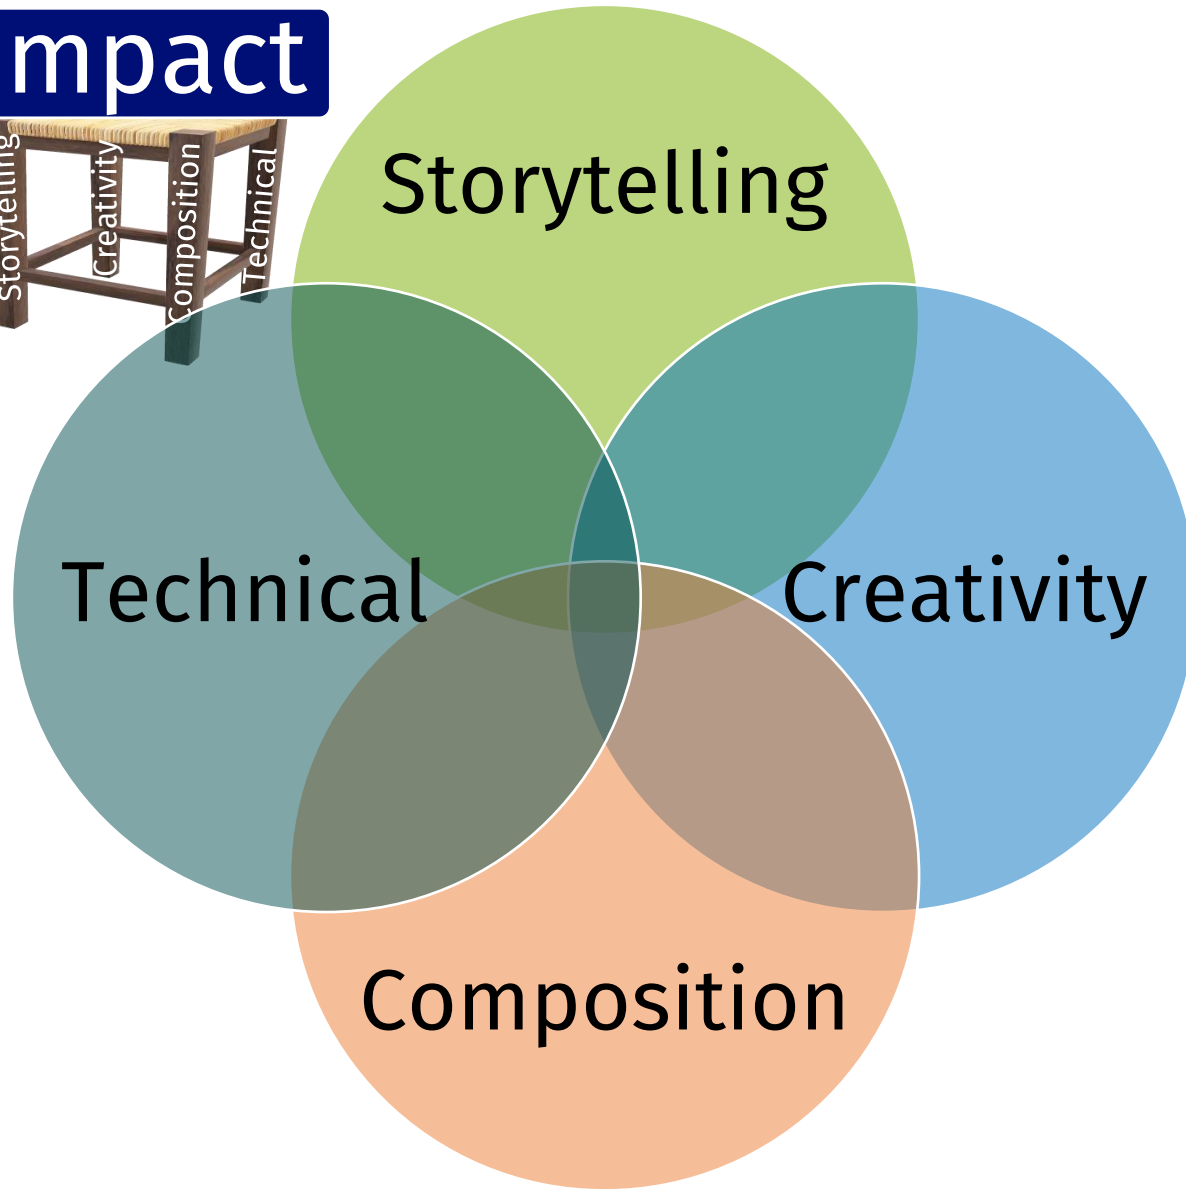 mpact
Storytelling
Creativity
Composition
Technical
Storytelling
Technical
Creativity
Composition